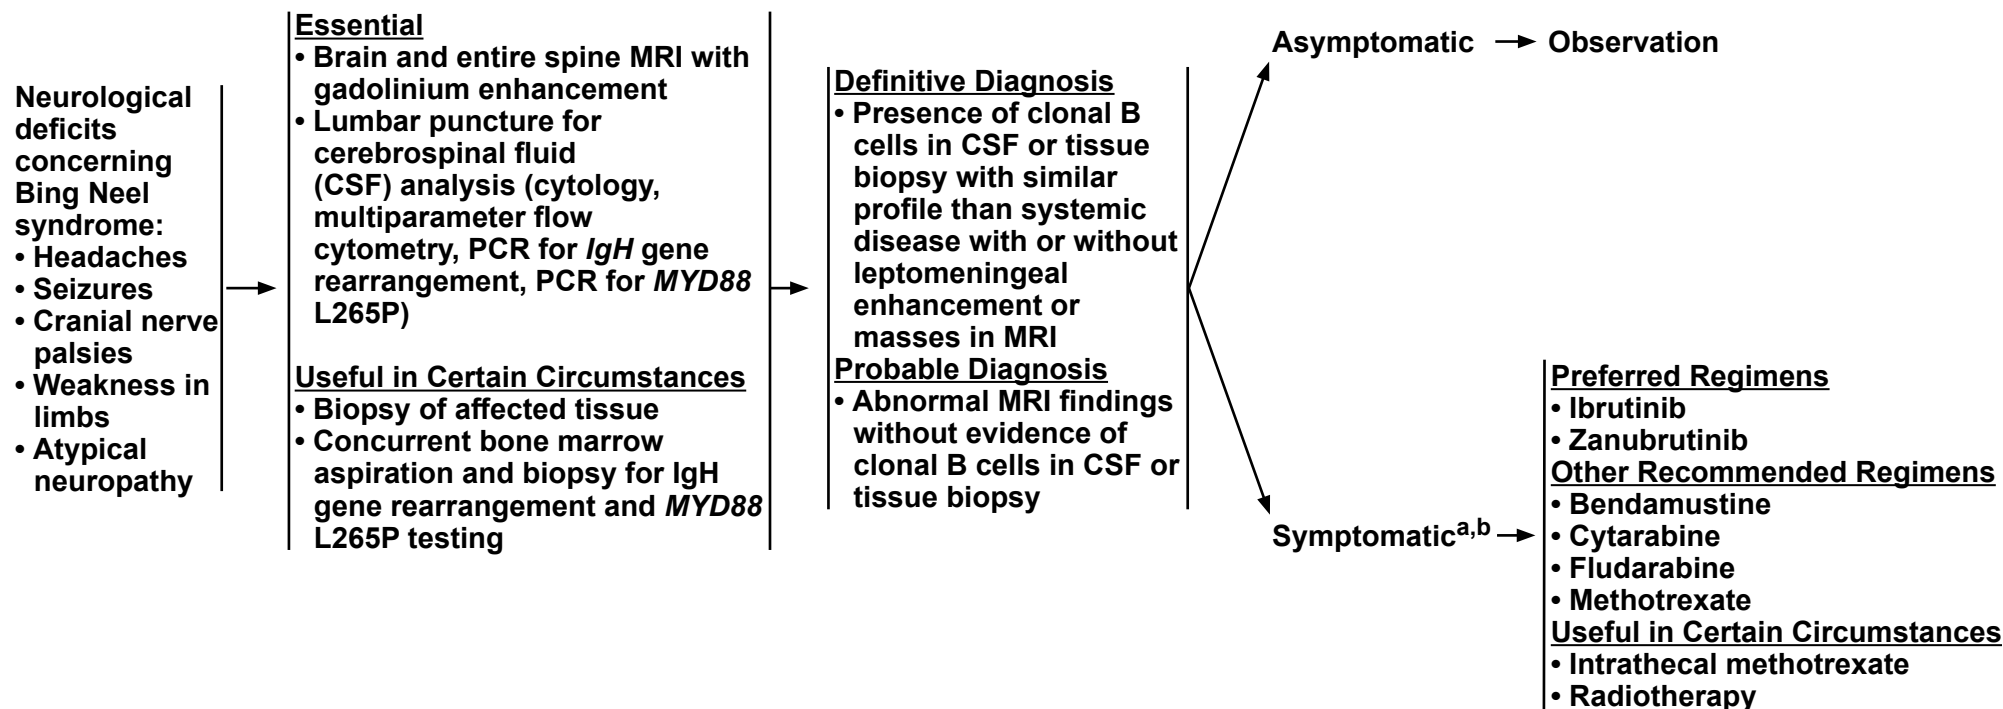 Neurological
deficits
concerning
Bing Neel
syndrome:
• Headaches
• Seizures
• Cranial nerve
palsies
• Weakness in
limbs
• Atypical
neuropathy
Essential
• Brain and entire spine MRI with
gadolinium enhancement
• Lumbar puncture for
cerebrospinal fluid
(CSF) analysis (cytology,
multiparameter flow
cytometry, PCR for IgH gene
rearrangement, PCR for MYD88
L265P)
Useful in Certain Circumstances
• Biopsy of affected tissue
• Concurrent bone marrow
aspiration and biopsy for IgH
gene rearrangement and MYD88
L265P testing
Definitive Diagnosis
• Presence of clonal B
cells in CSF or tissue
biopsy with similar
profile than systemic
disease with or without
leptomeningeal
enhancement or
masses in MRI
Probable Diagnosis
• Abnormal MRI findings
without evidence of
clonal B cells in CSF or
tissue biopsy
Asymptomatic → Observation
Symptomatic^a,b →
Preferred Regimens
• Ibrutinib
• Zanubrutinib
Other Recommended Regimens
• Bendamustine
• Cytarabine
• Fludarabine
• Methotrexate
Useful in Certain Circumstances
• Intrathecal methotrexate
• Radiotherapy